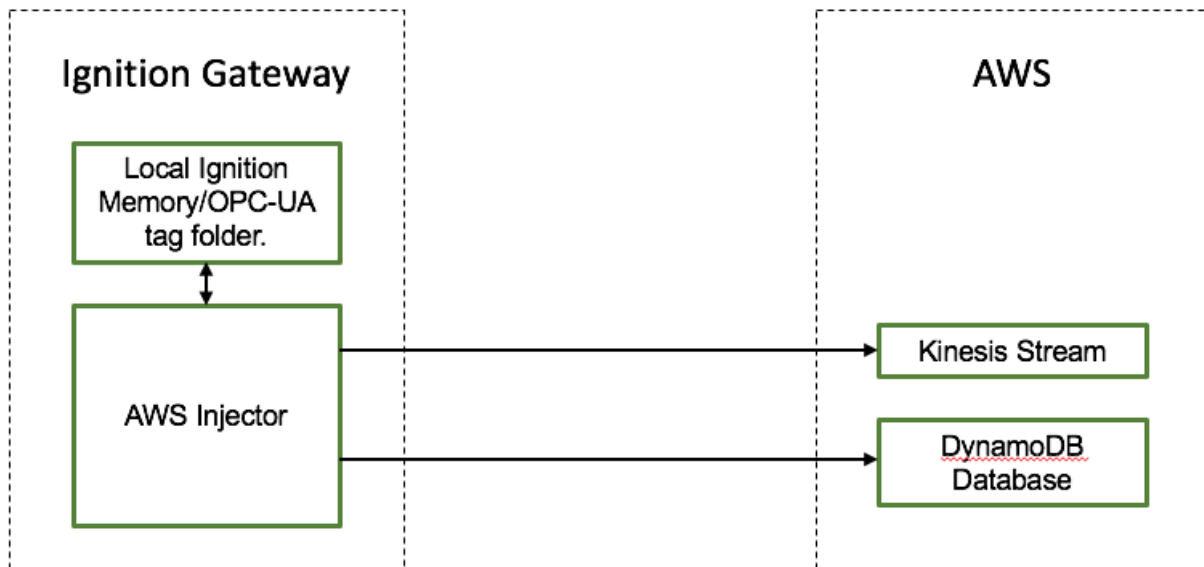 Ignition Gateway
Local Ignition
Memory/OPC-UA
tag folder.
AWS Injector
AWS
Kinesis Stream
DynamoDB
Database